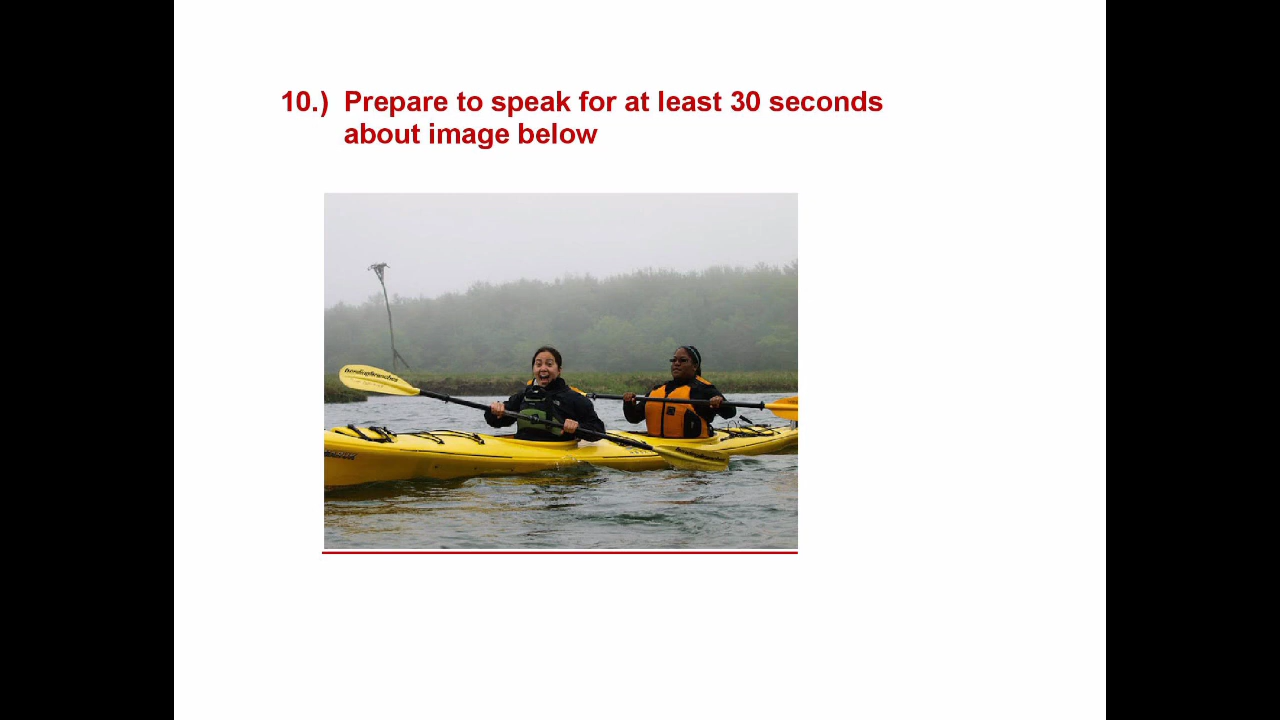 10.) Prepare to speak for at least 30 seconds
about image below